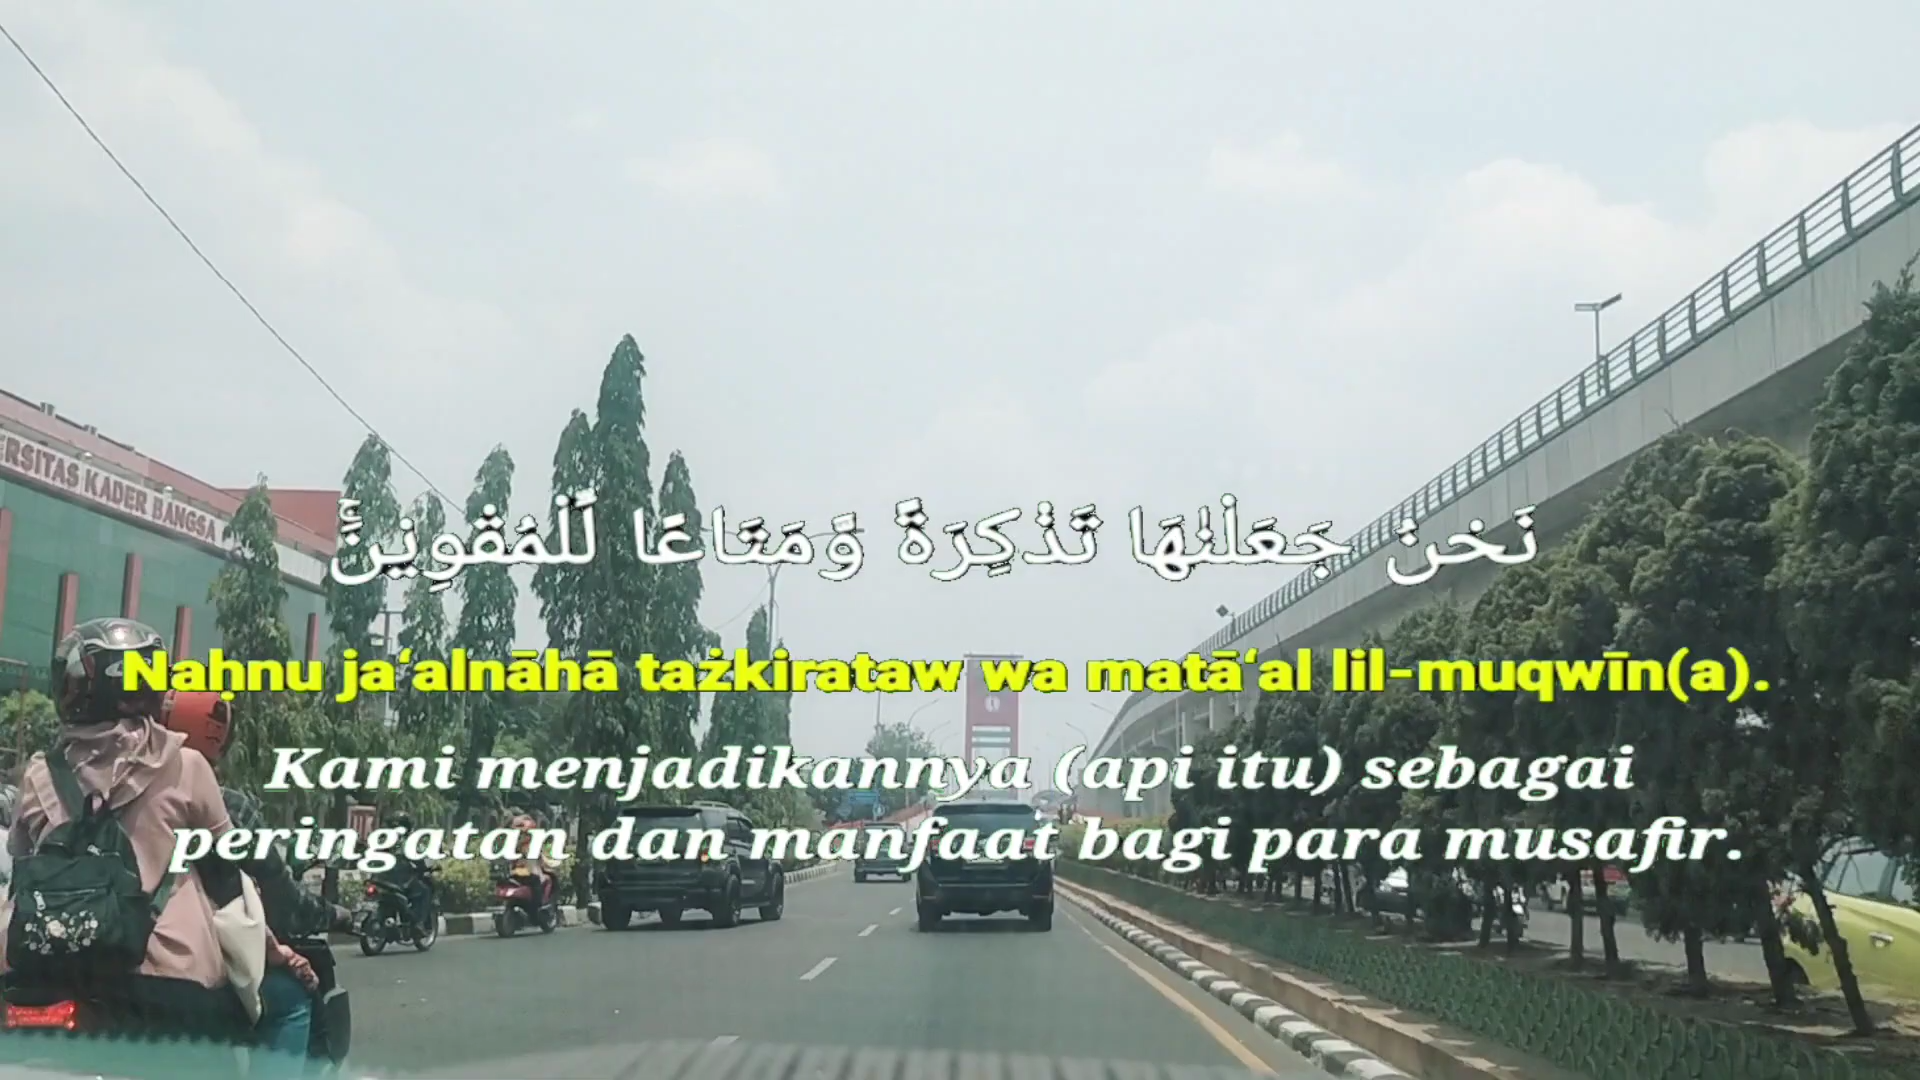 ERSITAS KADER BANGSA
نَحْنُ جَعَلْنٰهَا تَذْكِرَةً وَّمَتَاعًا لِّلْمُقْوِيْنَۚ
Naḥnu ja‘alnāhā tażkirataw wa matā‘al lil-muqwīn(a).
Kami menjadikannya (api itu) sebagai
peringatan dan manfaat bagi para musafir.